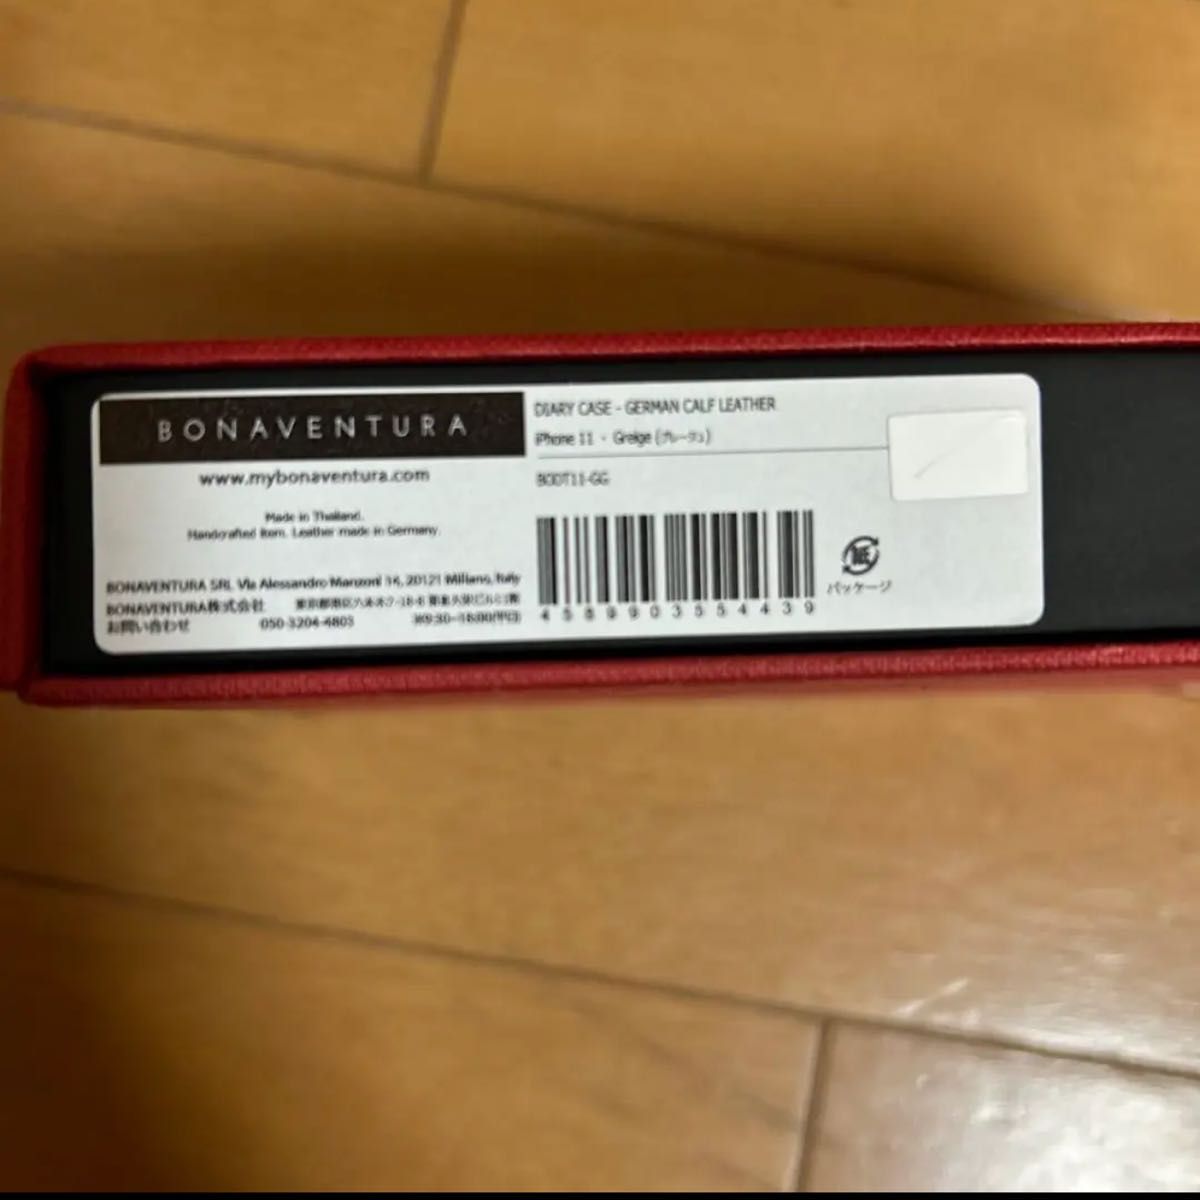 BONAVENTURA
www.mybonaventura.com
Made in Thailand.
Handcrafted item. Leather made in Germany.
BONAVENTURA SRL Via Alessandro Manzoni 14, 20121 Milano, Italy
BONAVENTURA株式会社
お問い合わせ 050-3204-4803
DIARY CASE - GERMAN CALF LEATHER
iPhone 11 - Greige (グレージュ)
4589903554439
パッケージ